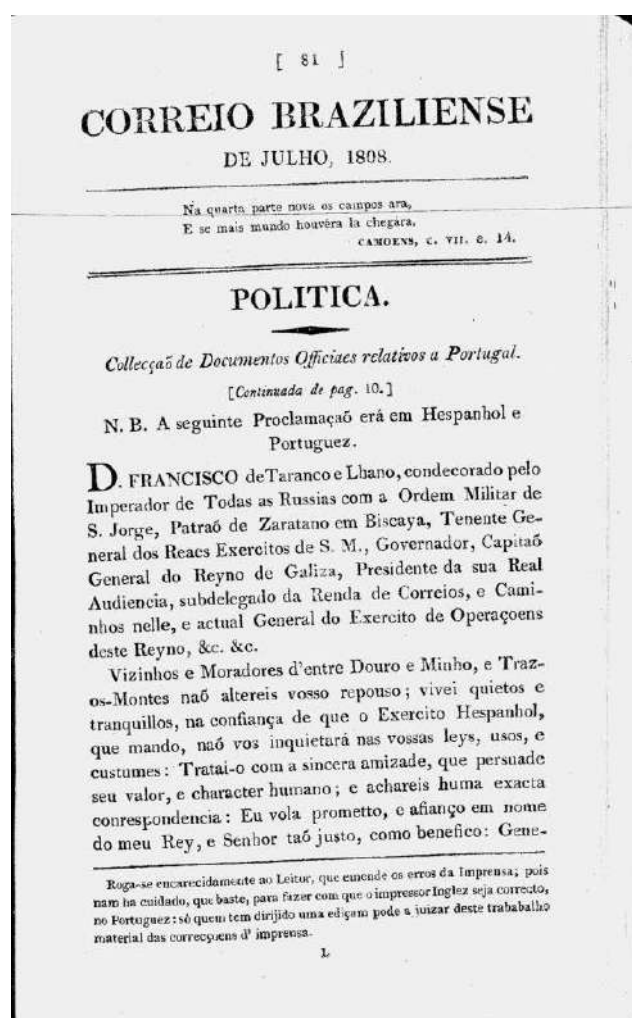 [ 81 ]
CORREIO BRAZILIENSE
DE JULHO, 1808.
Na quarta parte nova os campos ara,
E se mais mundo houvéra la chegára,
CAMOENS, c. VII. e. 14.
POLITICA.
Collecçaõ de Documentos Officiaes relativos a Portugal.
[Continuada de pag. 10.]
N. B. A seguinte Proclamaçaõ erá em Hespanhol e
Portuguez.
D. FRANCISCO de Taranco e Lhano, condecorado pelo
Imperador de Todas as Russias com a Ordem Militar de
S. Jorge, Patraõ de Zaratano em Biscaya, Tenente Ge-
neral dos Reaes Exercitos de S. M., Governador, Capitaõ
General do Reyno de Galiza, Presidente da sua Real
Audiencia, subdelegado da Renda de Correios, e Cami-
nhos nelle, e actual General do Exercito de Operaçoens
deste Reyno, &c. &c.
Vizinhos e Moradores d'entre Douro e Minho, e Traz-
os-Montes naõ altereis vosso repouso; vivei quietos e
tranquillos, na confiança de que o Exercito Hespanhol,
que mando, naó vos inquietará nas vossas leys, usos, e
custumes: Tratai-o com a sincera amizade, que persuade
seu valor, e character humano; e achareis huma exacta
conrespondencia: Eu vola prometto, e afianço em nome
do meu Rey, e Senhor taõ justo, como benefico: Gene-
Roga-se encarecidamente ao Leitor, que emende os erros da Imprensa; pois
nam ha cuidado, que baste, para fazer com que o impressor Inglez seja correcto,
no Portuguez: só quem tem dirijido uma ediçam pode ajuizar deste trababalho
material das correcçuens d' imprensa.
L